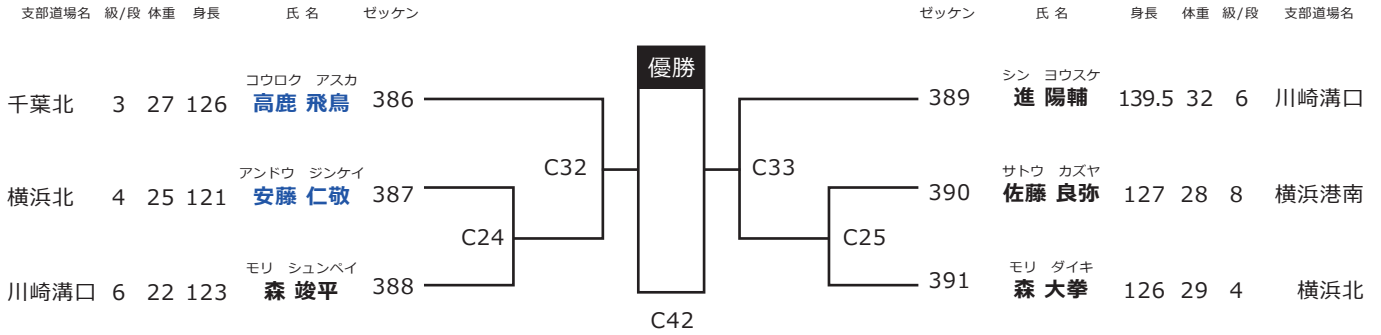 支部道場名 級/段 体重 身長 氏 名 ゼッケン
ゼッケン 氏 名 身長 体重 級/段 支部道場名
優勝
コウロク アスカ
千葉北 3 27 126 高鹿 飛鳥 386
シン ヨウスケ
389 進 陽輔 139.5 32 6 川崎溝口
C32
C33
アンドウ ジンケイ
横浜北 4 25 121 安藤 仁敬 387
サトウ カズヤ
390 佐藤 良弥 127 28 8 横浜港南
C24
C25
モリ シュンペイ
川崎溝口 6 22 123 森 竣平 388
モリ ダイキ
391 森 大拳 126 29 4 横浜北
C42